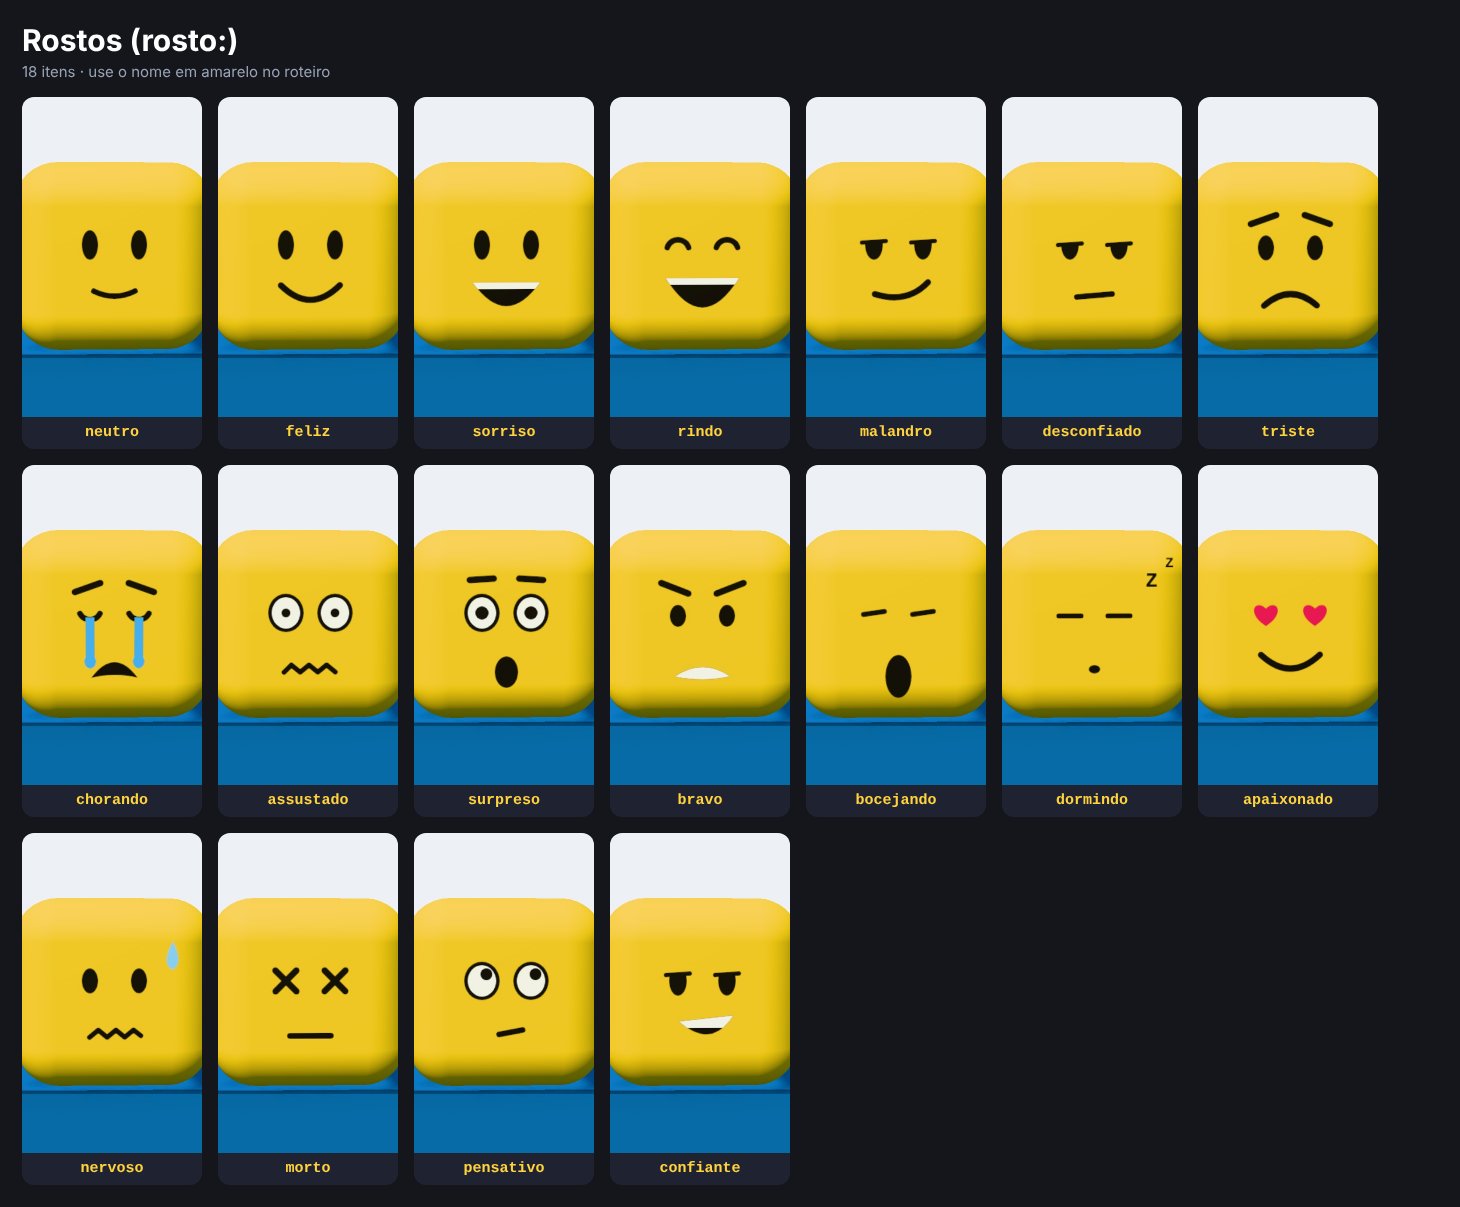 Rostos (rosto:)
18 itens · use o nome em amarelo no roteiro
neutro
feliz
sorriso
rindo
malandro
desconfiado
triste
z
Z
chorando
assustado
surpreso
bravo
bocejando
dormindo
apaixonado
nervoso
morto
pensativo
confiante